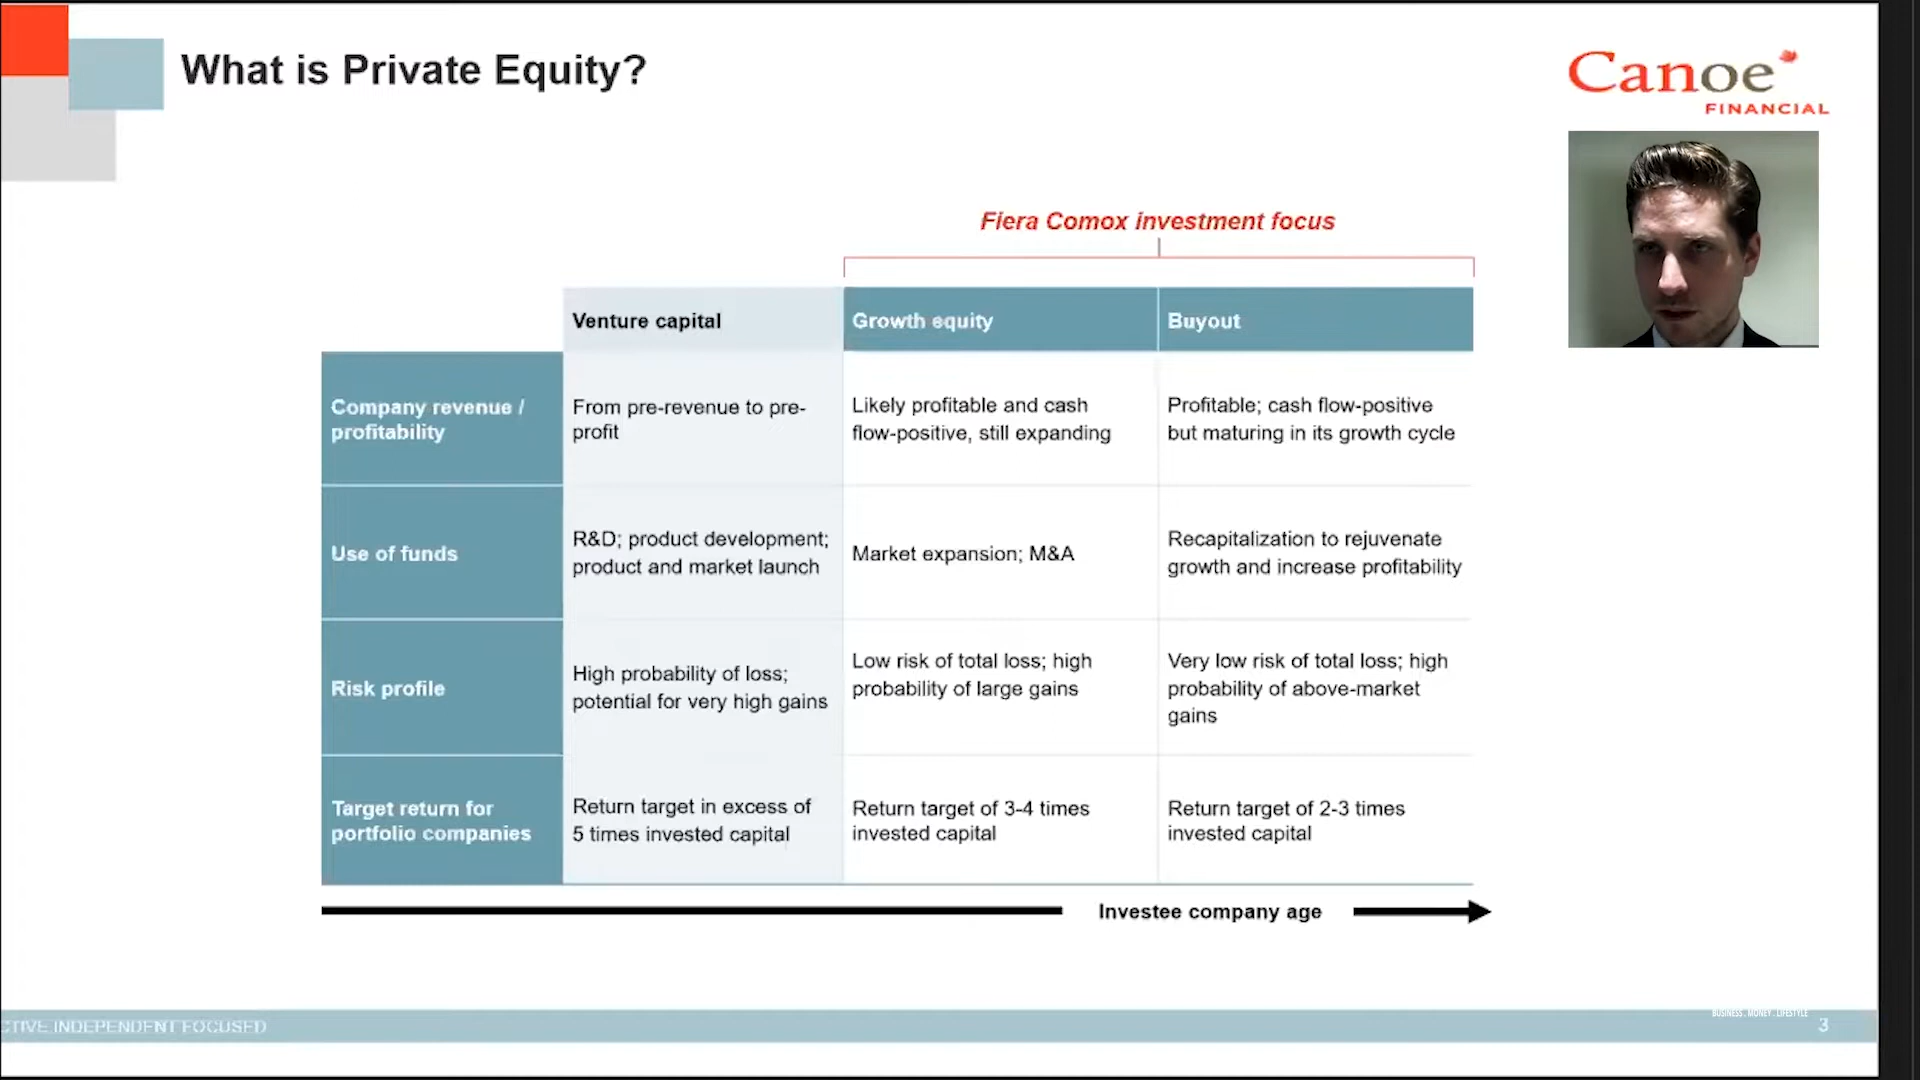 What is Private Equity?
Canoe
FINANCIAL
Fiera Comox investment focus
Venture capital
Growth equity
Buyout
Company revenue /
profitability
From pre-revenue to pre-
profit
Likely profitable and cash
flow-positive, still expanding
Profitable; cash flow-positive
but maturing in its growth cycle
Use of funds
R&D; product development;
product and market launch
Market expansion; M&A
Recapitalization to rejuvenate
growth and increase profitability
Risk profile
High probability of loss;
potential for very high gains
Low risk of total loss; high
probability of large gains
Very low risk of total loss; high
probability of above-market
gains
Target return for
portfolio companies
Return target in excess of
5 times invested capital
Return target of 3-4 times
invested capital
Return target of 2-3 times
invested capital
Investee company age
CTIVE.INDEPENDENT.FOCUSED
BUSINESS . MONEY . LIFESTYLE
3